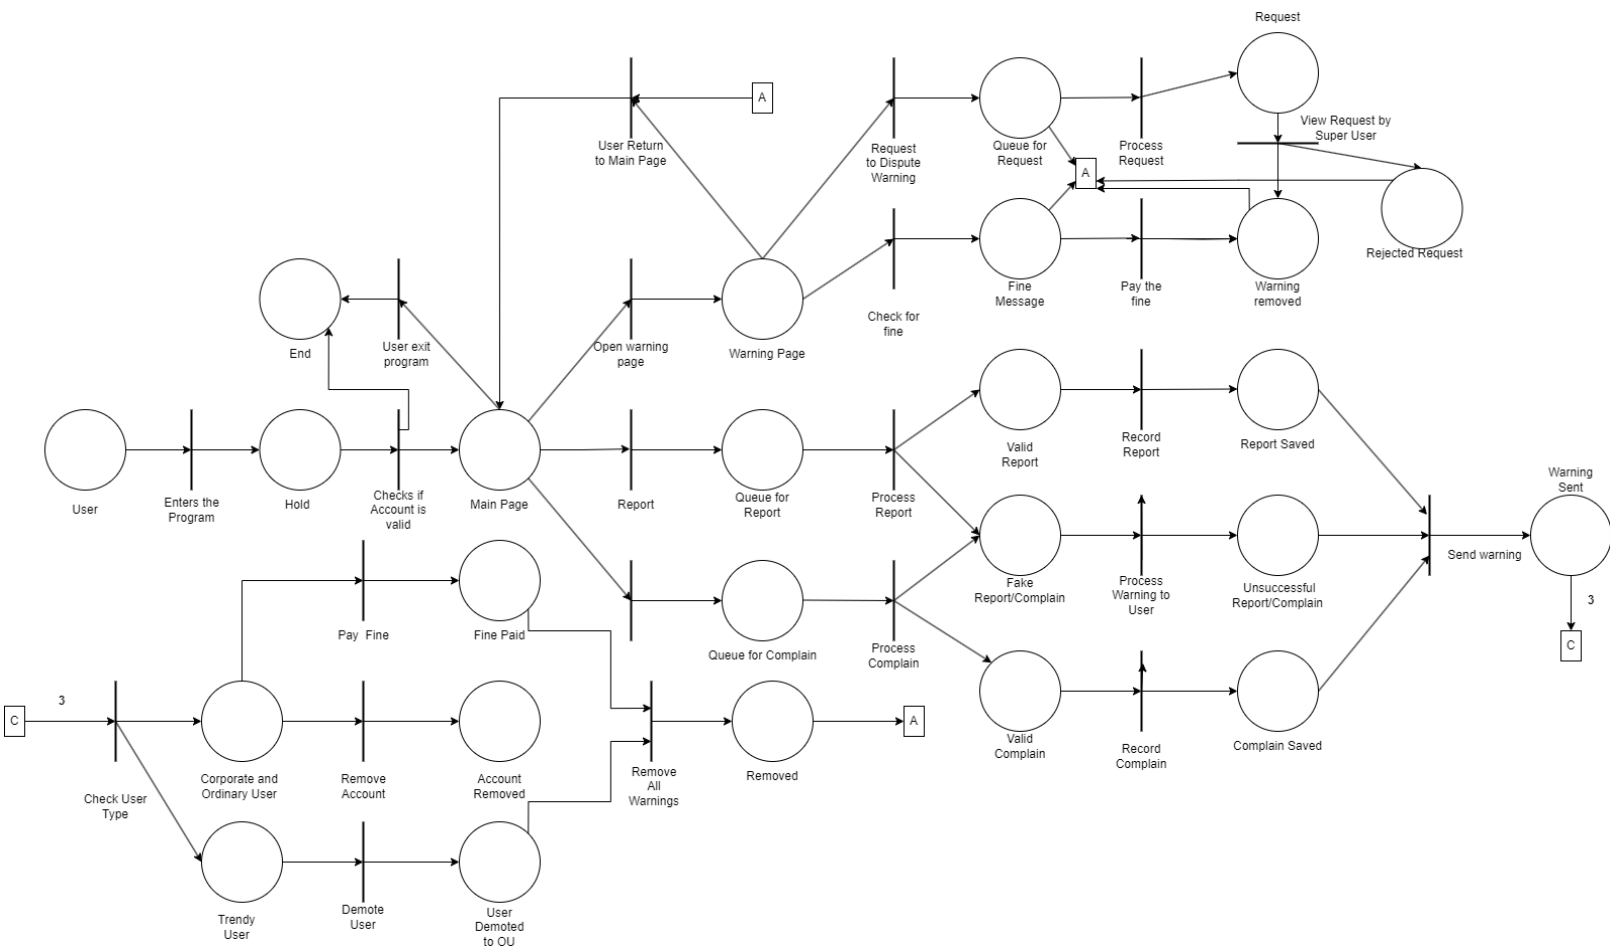 Request
A
View Request by
Super User
User Return
to Main Page
Request
to Dispute
Warning
Queue for
Request
Process
Request
A
Rejected Request
Fine
Message
Pay the
fine
Warning
removed
Check for
fine
End
User exit
program
Open warning
page
Warning Page
Valid
Report
Record
Report
Report Saved
User
Enters the
Program
Hold
Checks if
Account is
valid
Main Page
Report
Queue for
Report
Process
Report
Warning
Sent
Send warning
Fake
Report/Complain
Process
Warning to
User
Unsuccessful
Report/Complain
3
C
Pay  Fine
Fine Paid
Queue for Complain
Process
Complain
Valid
Complain
Record
Complain
Complain Saved
C
3
Check User
Type
Corporate and
Ordinary User
Remove
Account
Account
Removed
Remove
All
Warnings
Removed
A
Trendy
User
Demote
User
User
Demoted
to OU